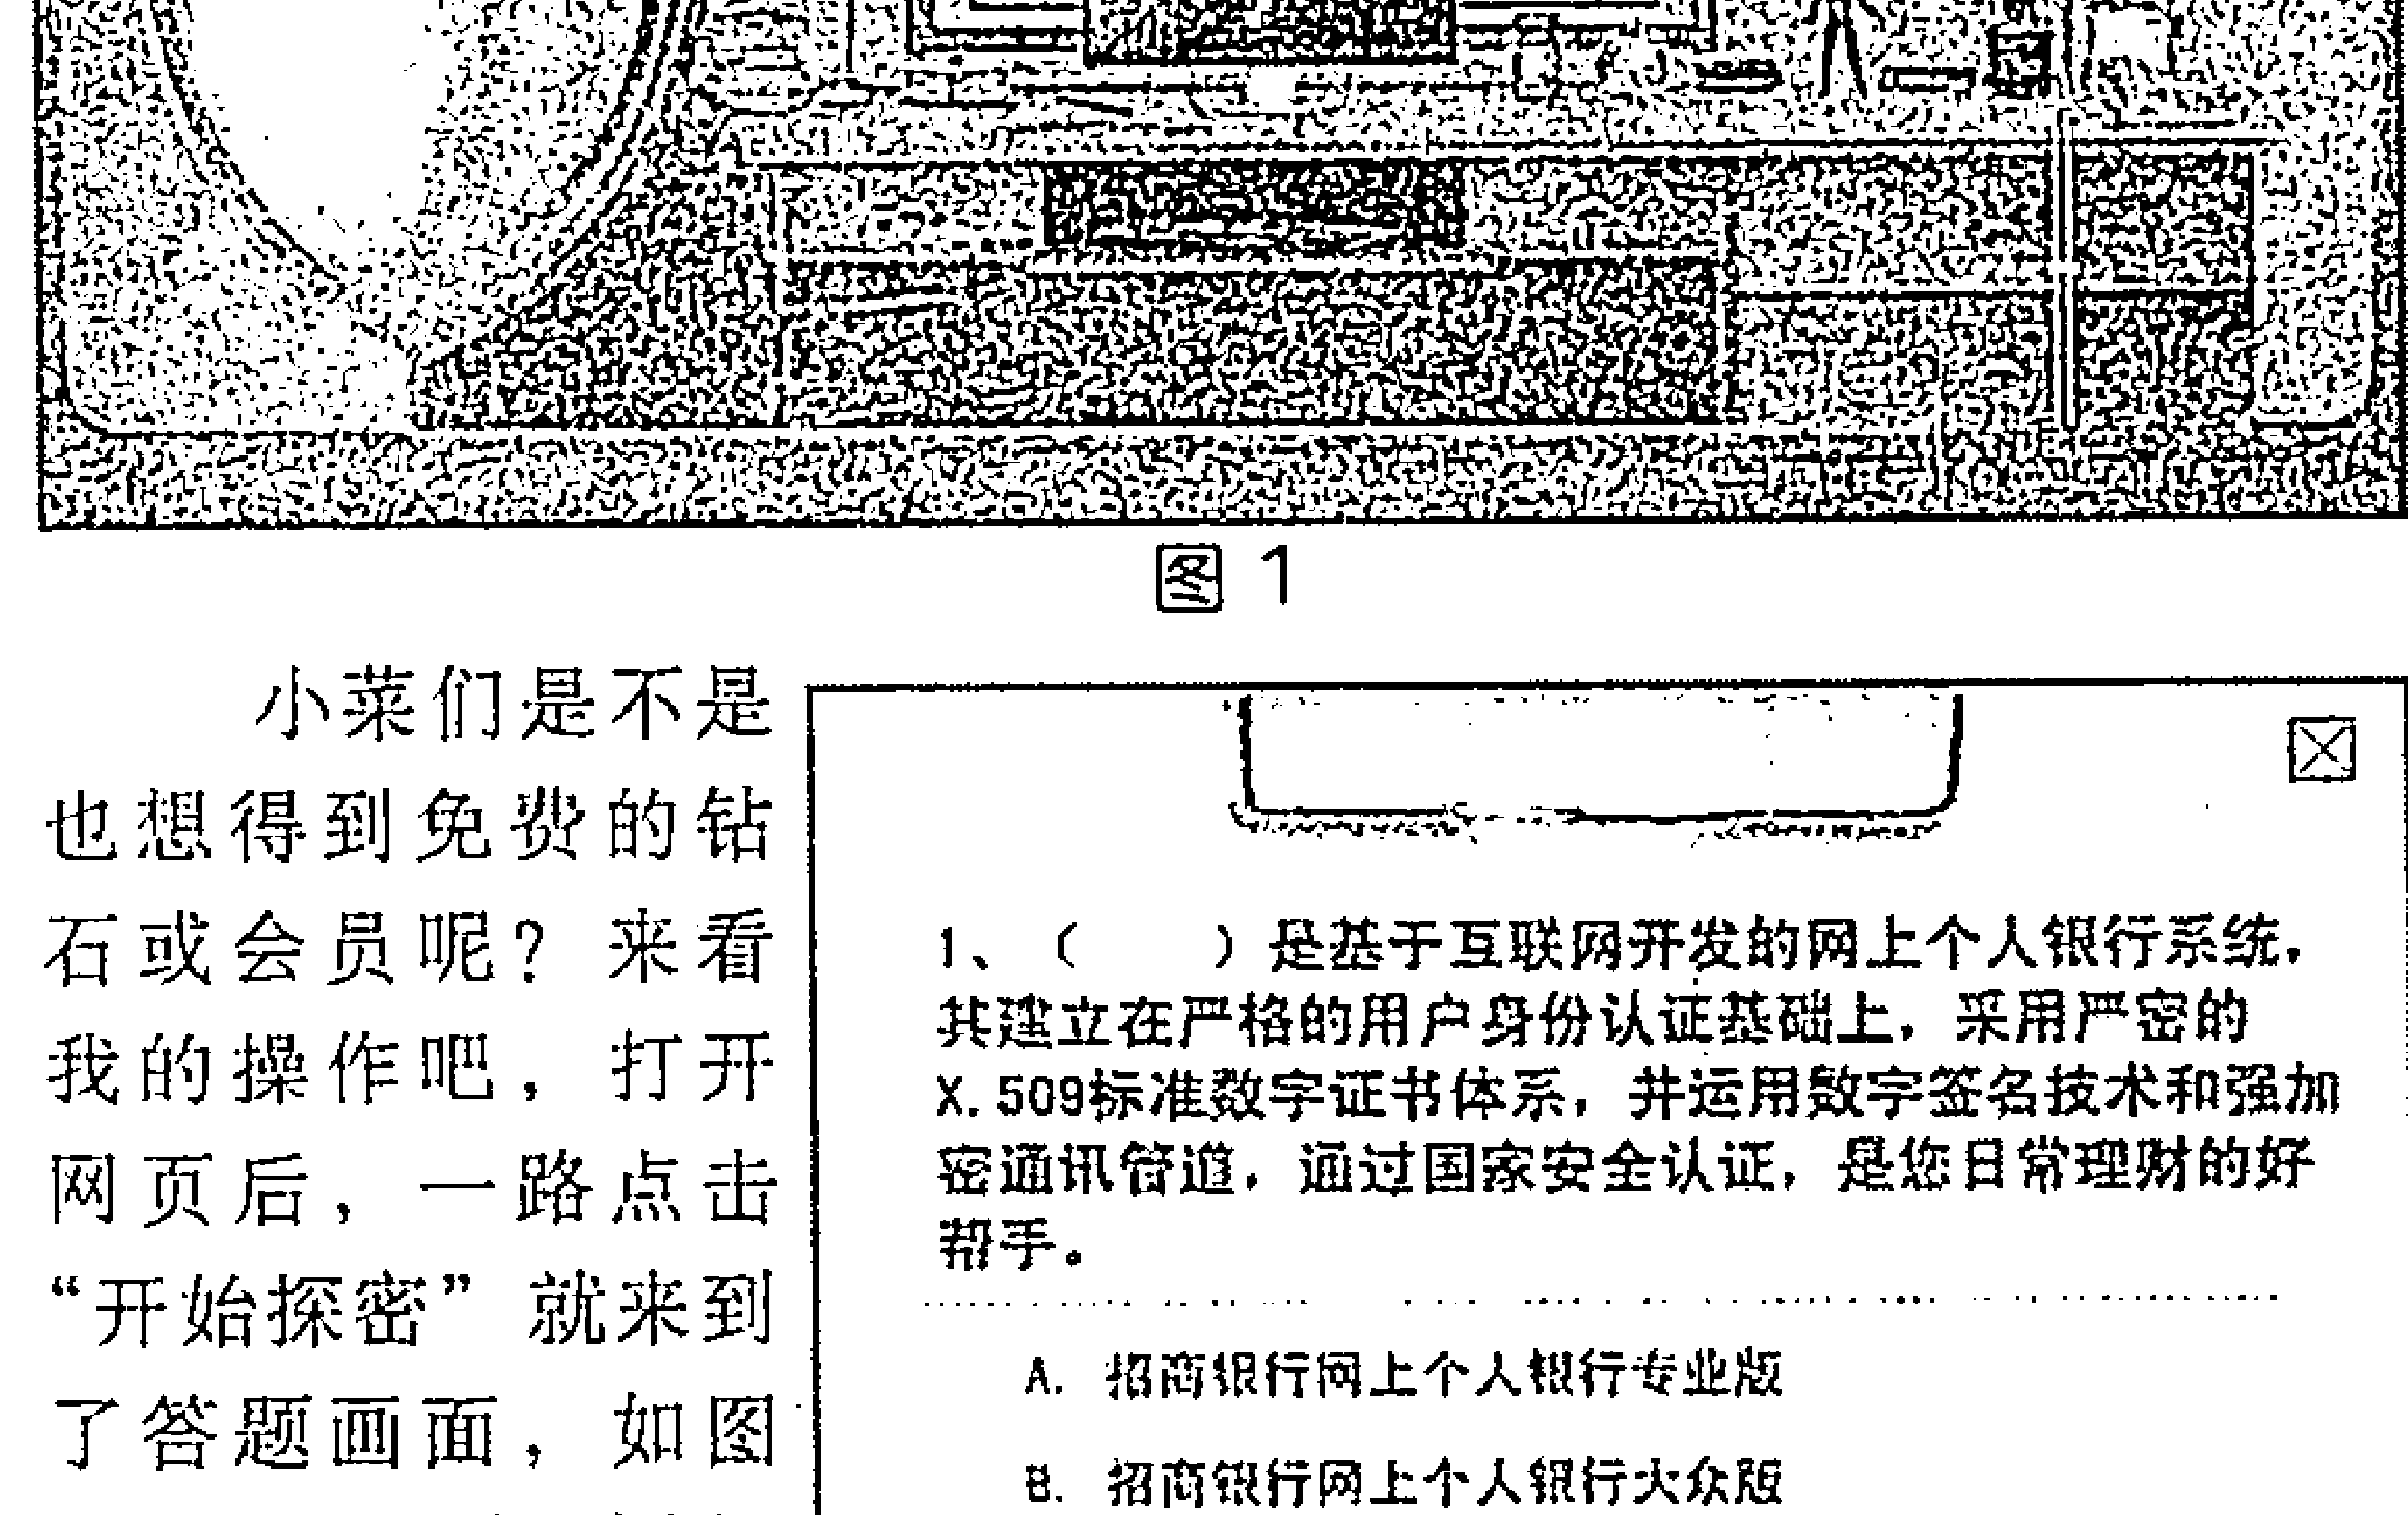 图 1
小菜们是不是
也想得到免费的钻
石或会员呢？来看
我的操作吧，打开
网页后，一路点击
“开始探密”就来到
了答题画面，如图
1、（　　）是基于互联网开发的网上个人银行系统，
其建立在严格的用户身份认证基础上，采用严密的
X.509标准数字证书体系，并运用数字签名技术和强加
密通讯管道，通过国家安全认证，是您日常理财的好
帮手。
A. 招商银行网上个人银行专业版
B. 招商银行网上个人银行大众版